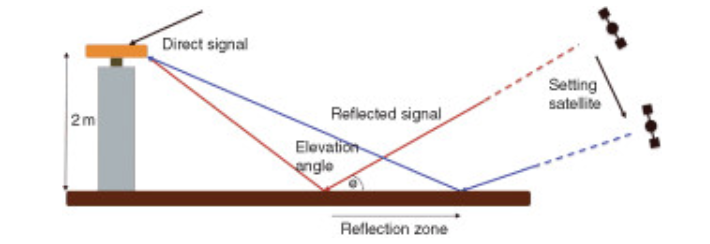 Direct signal
Setting
satellite
2 m
Reflected signal
Elevation
angle
e
Reflection zone